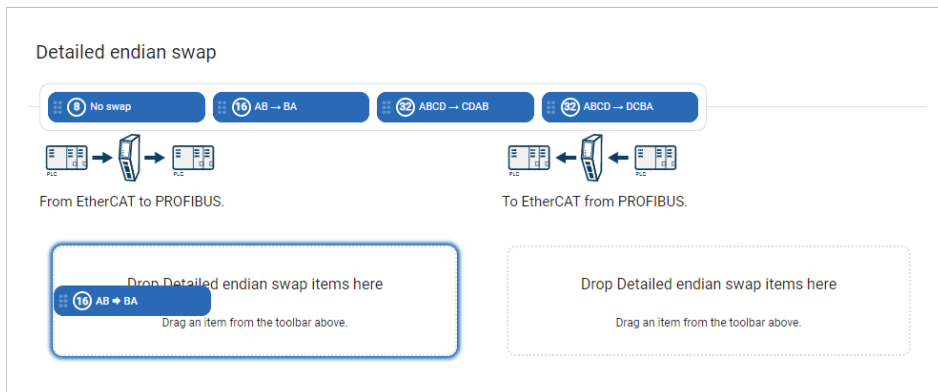 Detailed endian swap
8 No swap
16 AB → BA
32 ABCD → CDAB
32 ABCD → DCBA
PLC
PLC
PLC
PLC
From EtherCAT to PROFIBUS.
To EtherCAT from PROFIBUS.
Drop Detailed endian swap items here
16 AB → BA
Drag an item from the toolbar above.
Drop Detailed endian swap items here
Drag an item from the toolbar above.